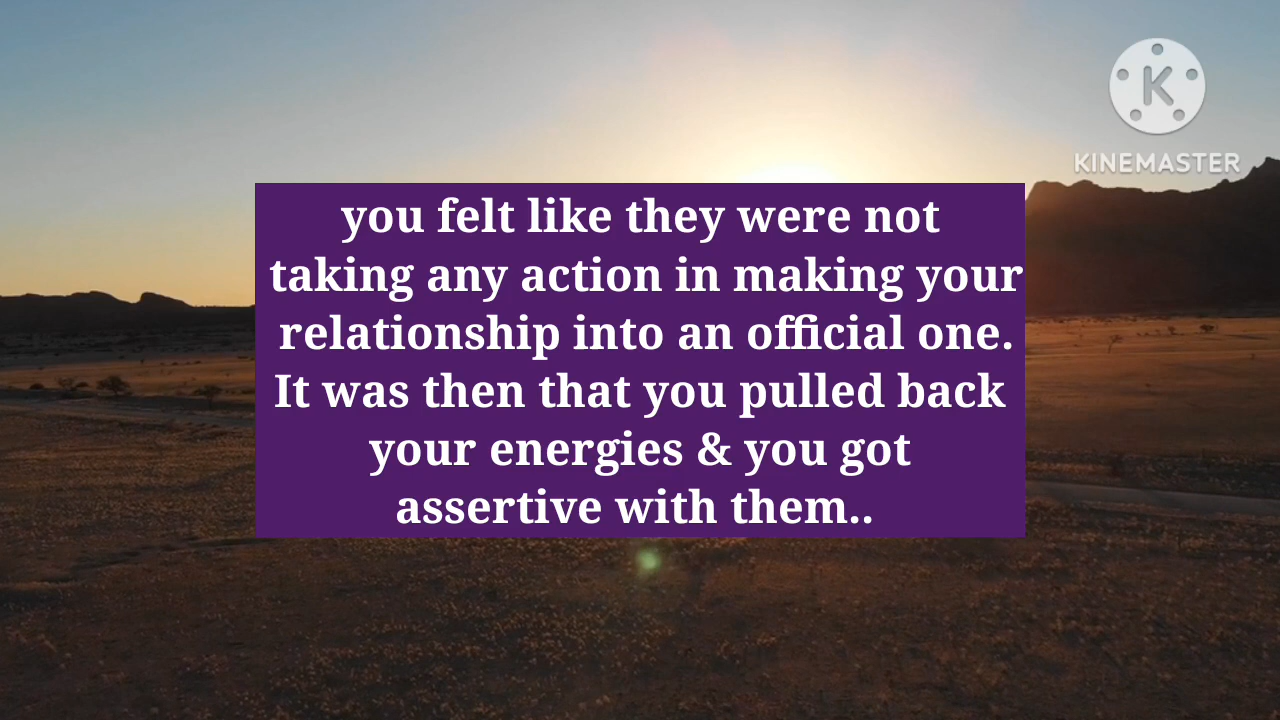 K
KINEMASTER
you felt like they were not
taking any action in making your
relationship into an official one.
It was then that you pulled back
your energies & you got
assertive with them..